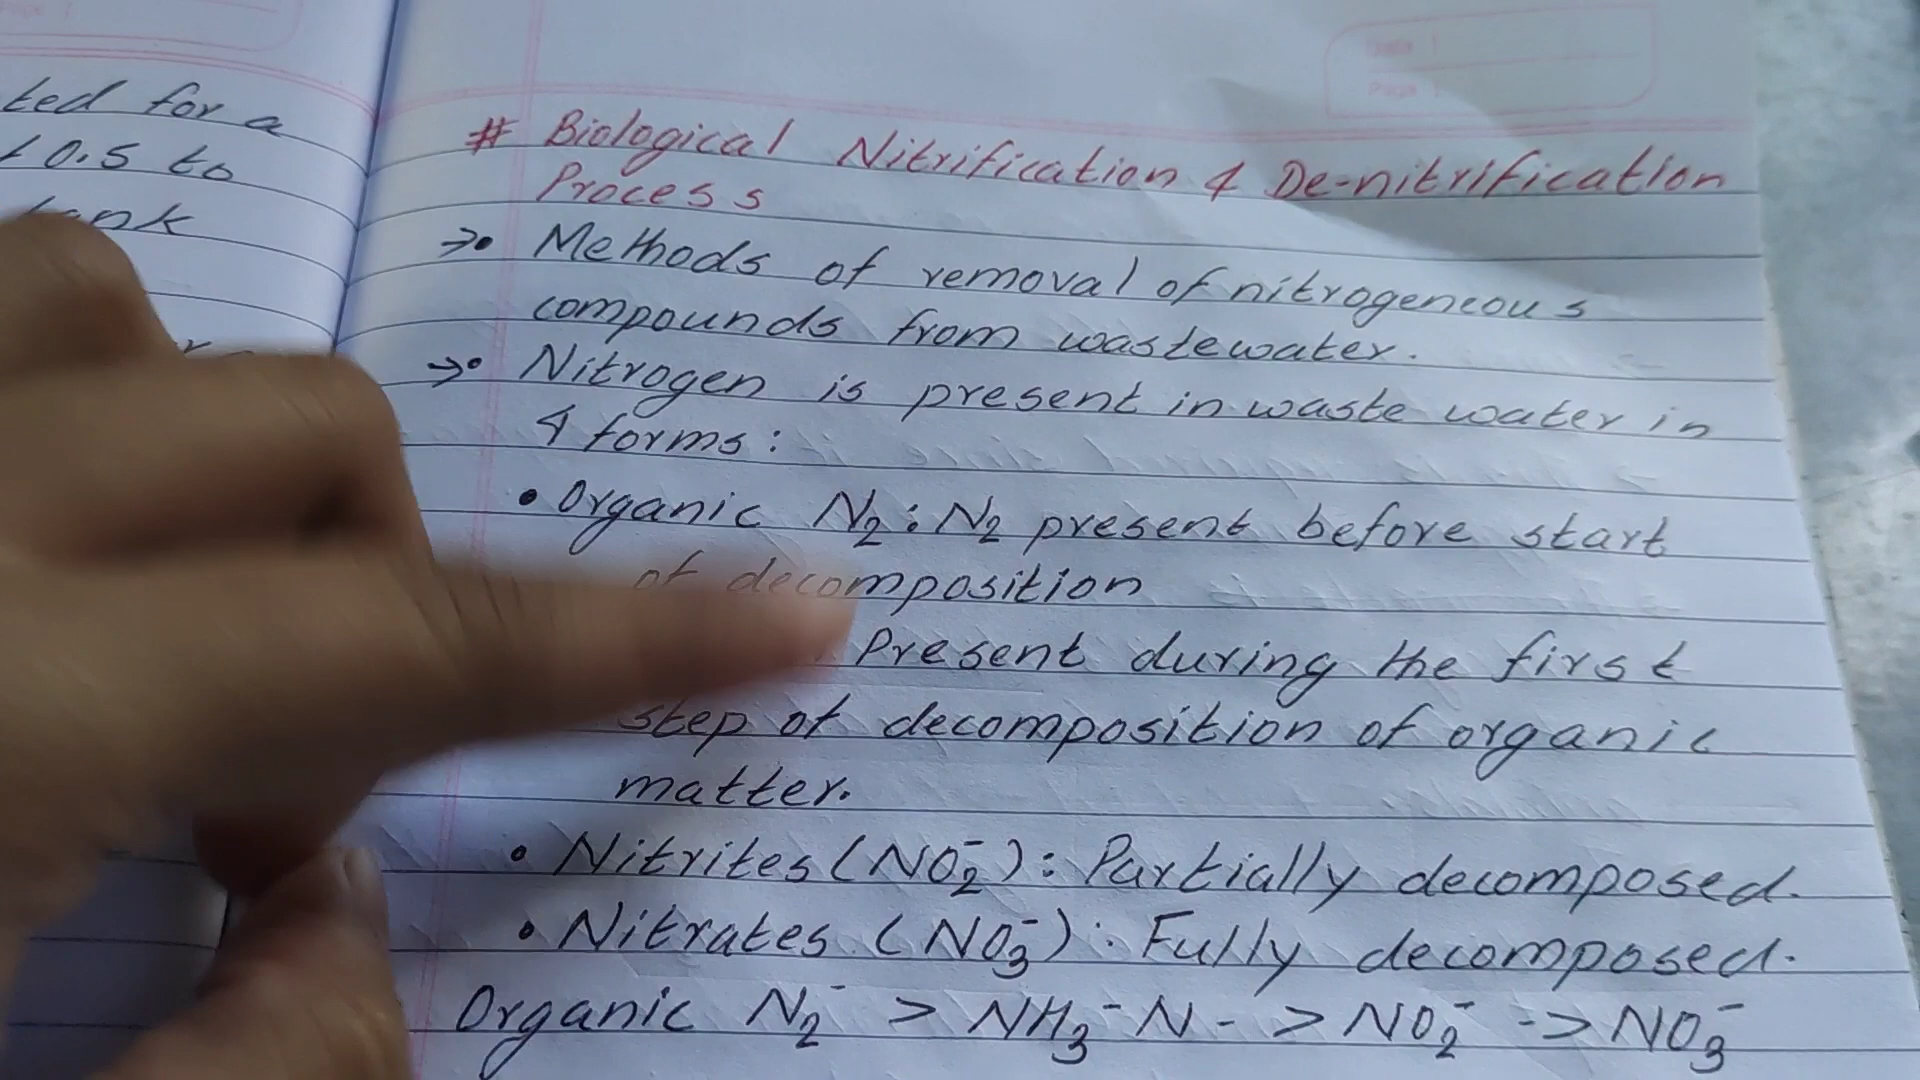 ted for a
0.5 to
# Biological Nitrification & De-nitrification
Process
→• Methods of removal of nitrogeneous
compounds from wastewater.
→• Nitrogen is present in waste water in
4 forms:
• Organic N₂ : N₂ present before start
of decomposition
Present during the first
step of decomposition of organic
matter.
• Nitrites (NO₂⁻) : Partially decomposed.
• Nitrates (NO₃⁻) : Fully decomposed.
Organic N₂⁻ > NH₃⁻N - > NO₂⁻ -> NO₃⁻